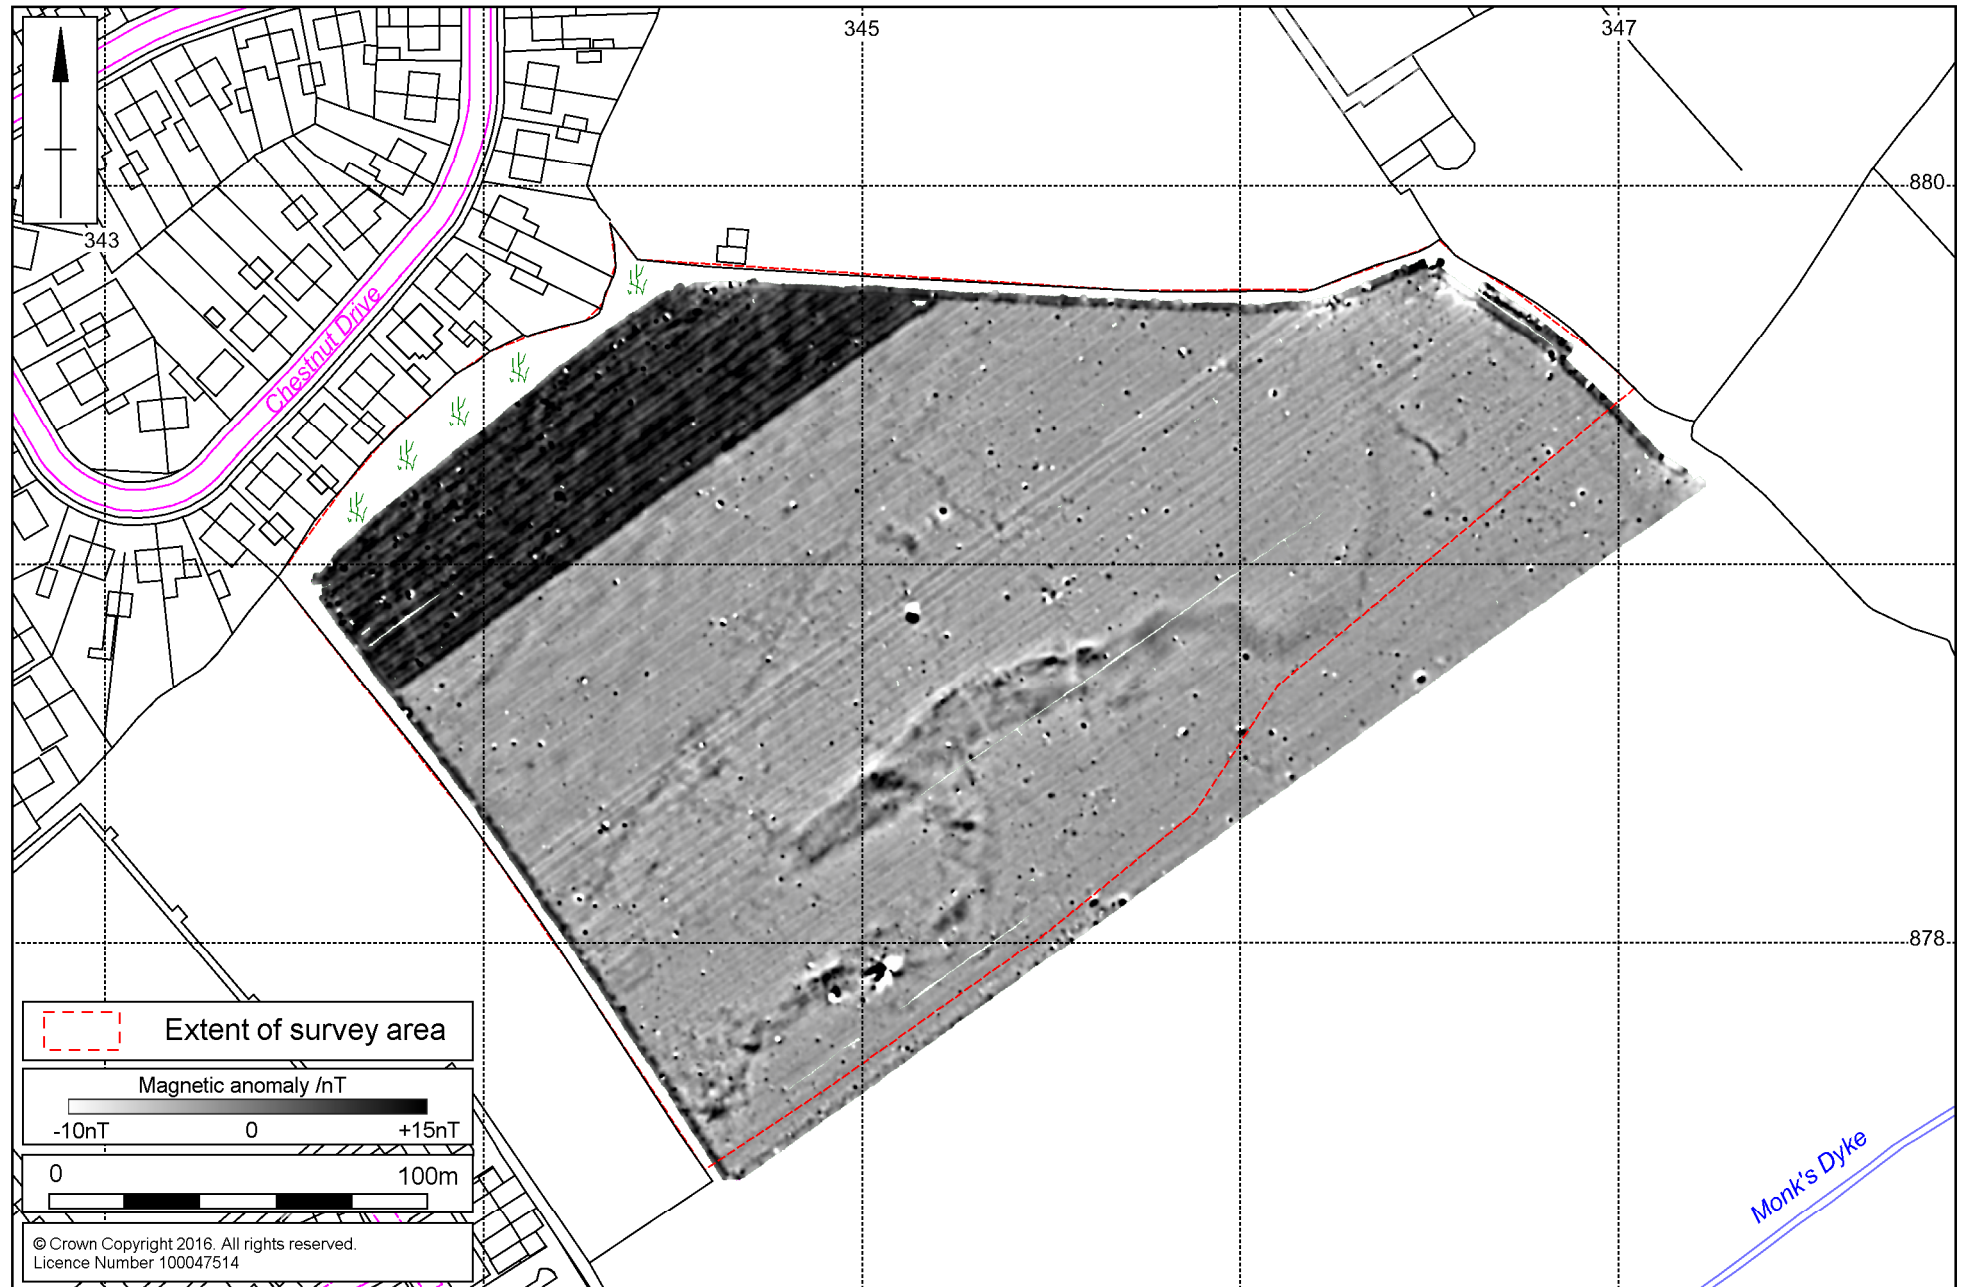 345
347
880
343
Chestnut Drive
878
Extent of survey area
Magnetic anomaly /nT
-10nT 0 +15nT
0 100m
© Crown Copyright 2016. All rights reserved.
Licence Number 100047514
Monk's Dyke